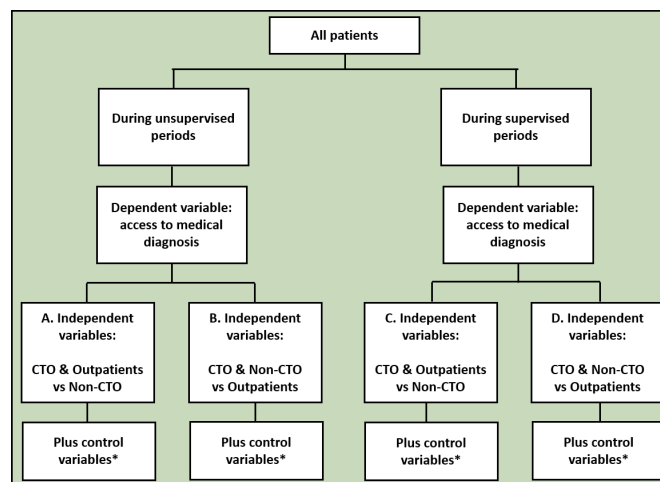 All patients
During unsupervised
periods
During supervised
periods
Dependent variable:
access to medical
diagnosis
Dependent variable:
access to medical
diagnosis
A. Independent
variables:
CTO & Outpatients
vs Non-CTO
B. Independent
variables:
CTO & Non-CTO
vs Outpatients
C. Independent
variables:
CTO & Outpatients
vs Non-CTO
D. Independent
variables:
CTO & Non-CTO
vs Outpatients
Plus control
variables*
Plus control
variables*
Plus control
variables*
Plus control
variables*